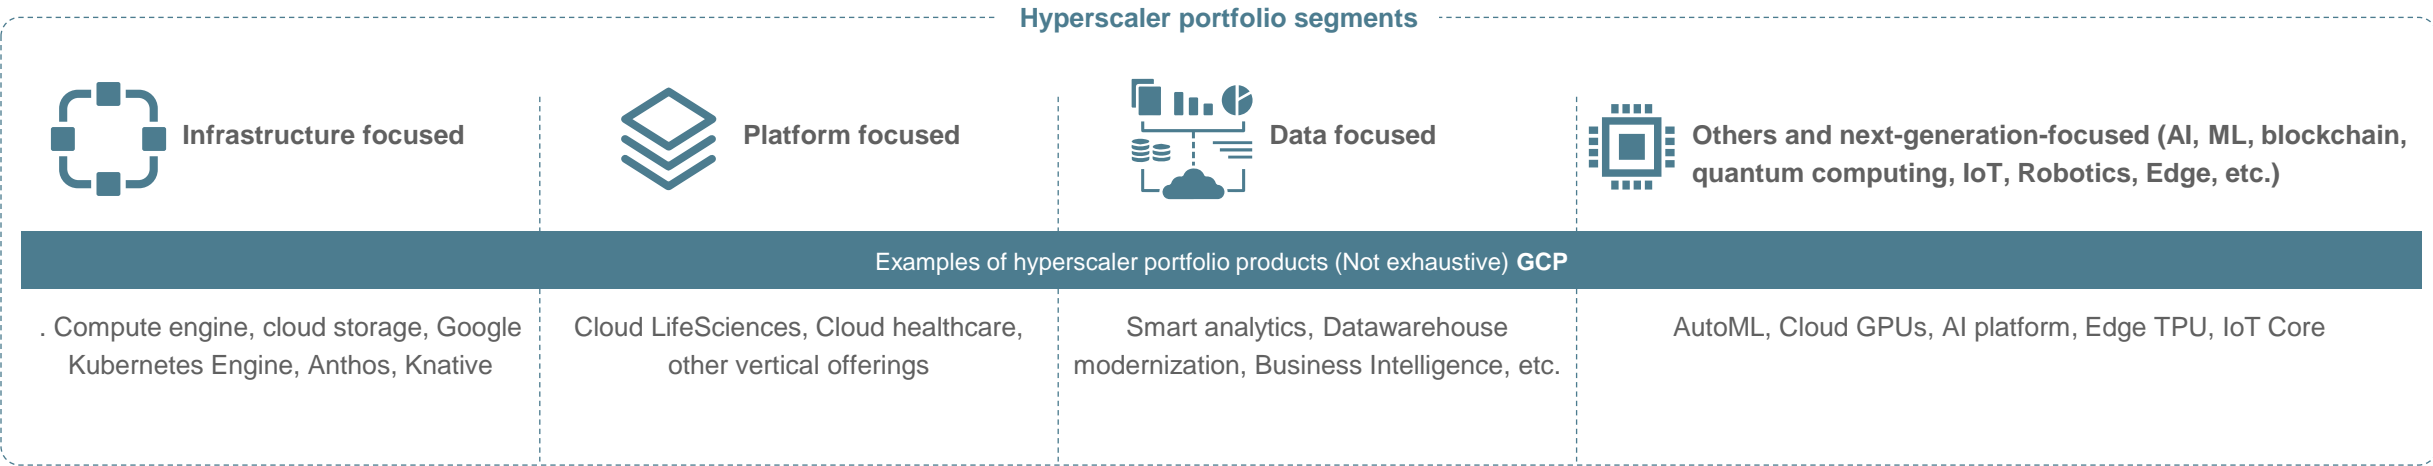 Hyperscaler portfolio segments
Infrastructure focused
Platform focused
Data focused
Others and next-generation-focused (AI, ML, blockchain,
quantum computing, IoT, Robotics, Edge, etc.)
Examples of hyperscaler portfolio products (Not exhaustive) GCP
. Compute engine, cloud storage, Google
Kubernetes Engine, Anthos, Knative
Cloud LifeSciences, Cloud healthcare,
other vertical offerings
Smart analytics, Datawarehouse
modernization, Business Intelligence, etc.
AutoML, Cloud GPUs, AI platform, Edge TPU, IoT Core